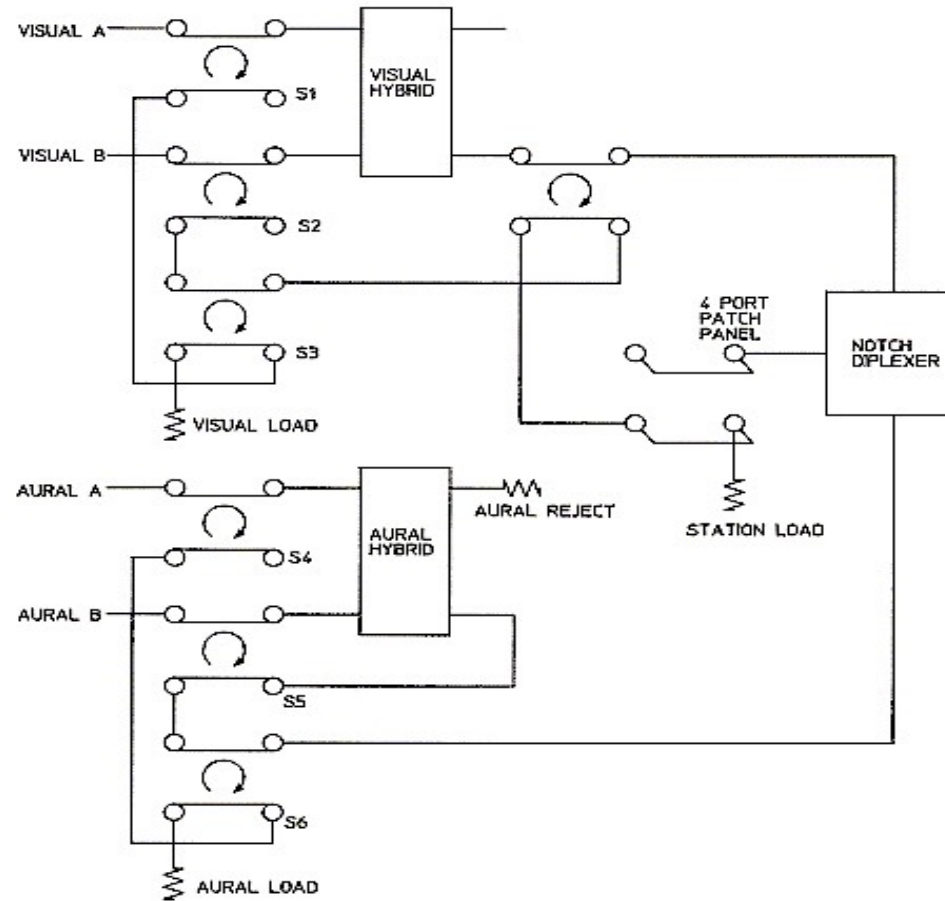 VISUAL A
VISUAL
HYBRID
S1
VISUAL B
S2
4 PORT
PATCH
PANEL
NOTCH
DIPLEXER
S3
VISUAL LOAD
AURAL A
AURAL REJECT
AURAL
HYBRID
STATION LOAD
S4
AURAL B
S5
S6
AURAL LOAD